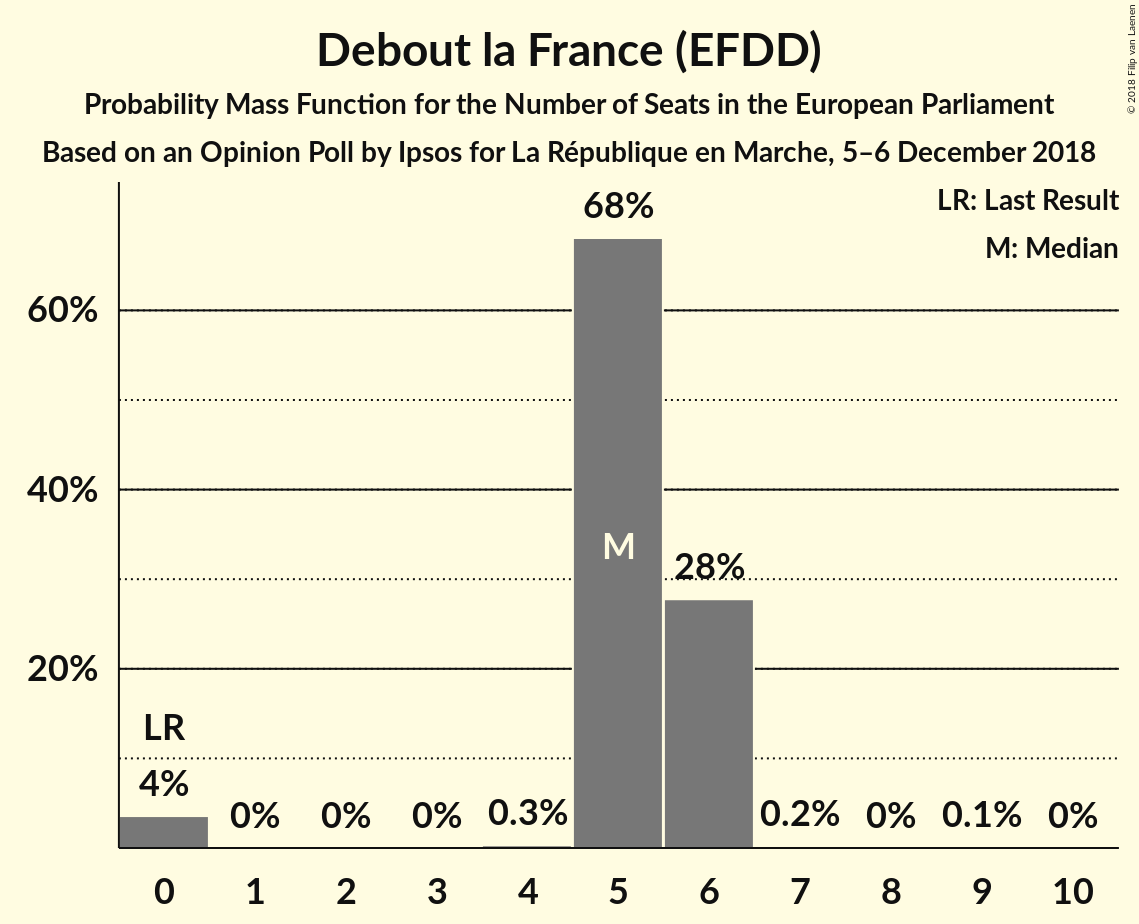 Debout la France (EFDD)
Probability Mass Function for the Number of Seats in the European Parliament
Based on an Opinion Poll by Ipsos for La République en Marche, 5–6 December 2018
© 2018 Filip van Laenen
LR: Last Result
M: Median
60%
40%
20%
LR
4%
0%
0%
0%
0.3%
68%
M
28%
0.2%
0%
0.1%
0%
0 1 2 3 4 5 6 7 8 9 10